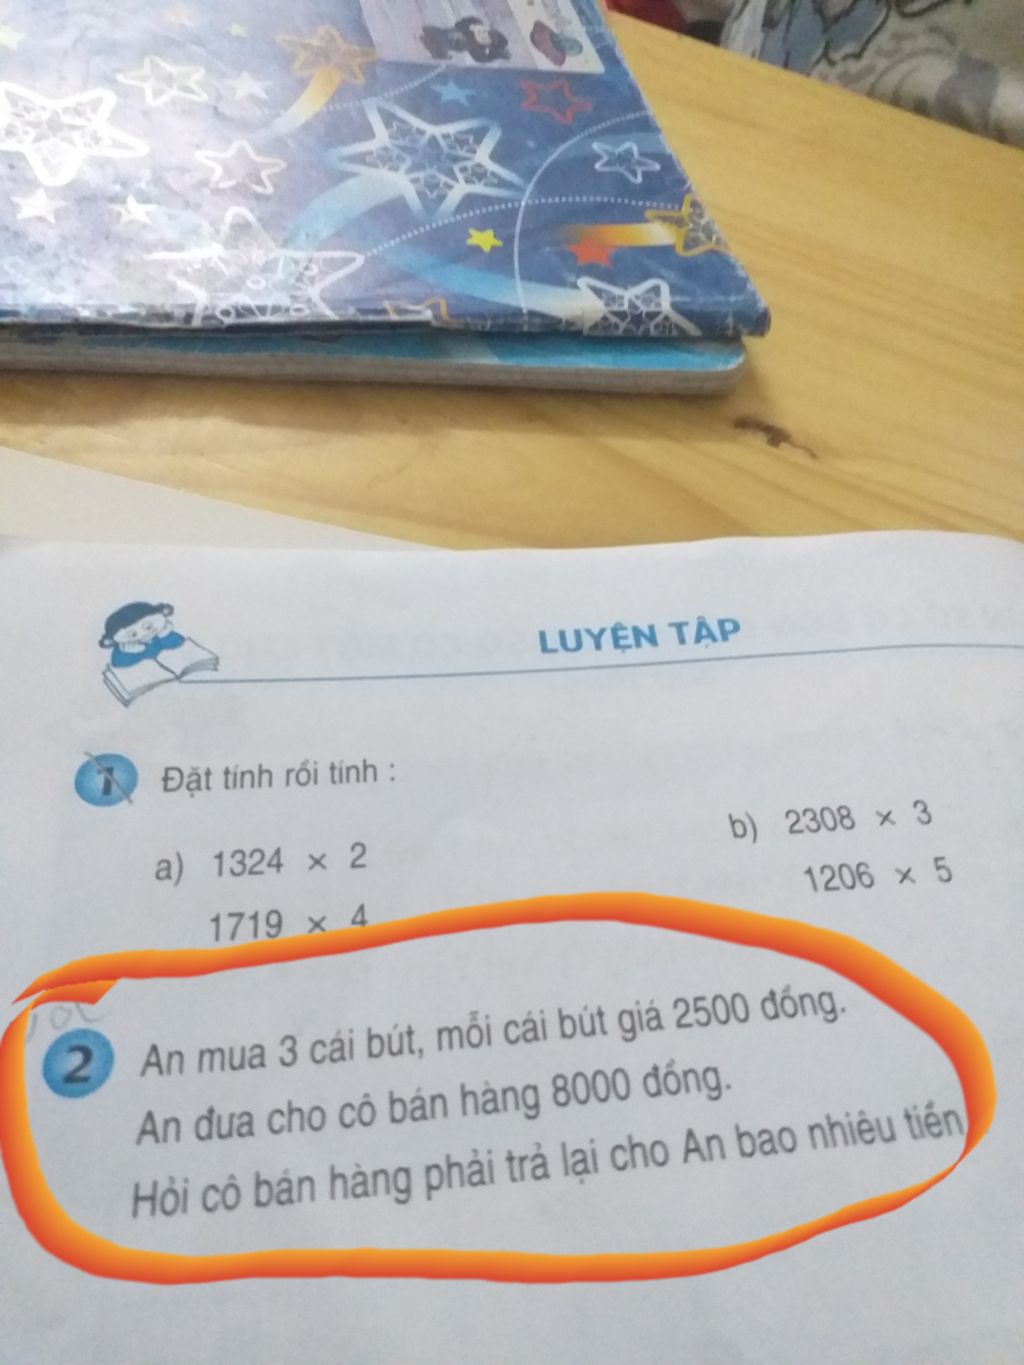 LUYỆN TẬP
1 Đặt tính rồi tính :
a) 1324 × 2
b) 2308 × 3
1719 × 4
1206 × 5
2 An mua 3 cái bút, mỗi cái bút giá 2500 đồng.
An đưa cho cô bán hàng 8000 đồng.
Hỏi cô bán hàng phải trả lại cho An bao nhiêu tiền